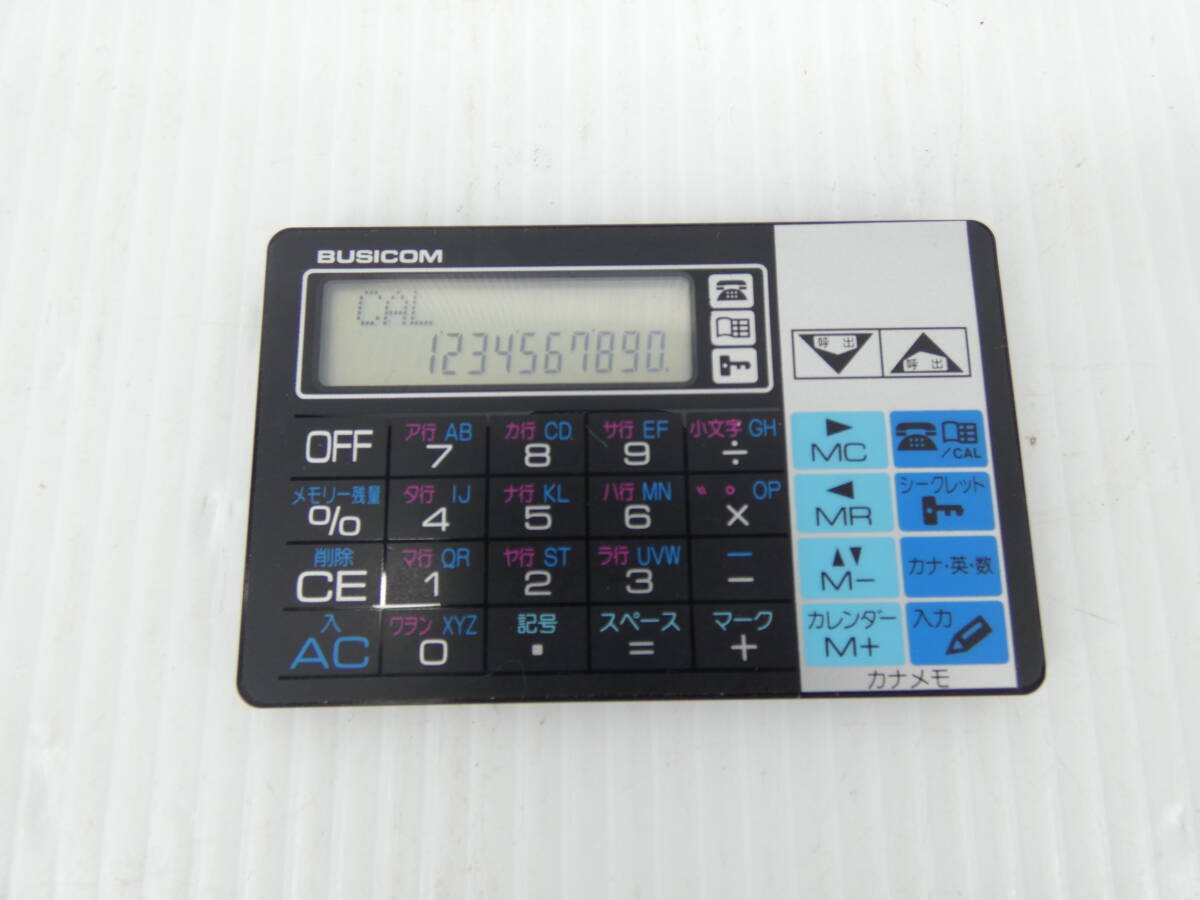 BUSICOM
CAL
1234567890.
呼出 呼出
OFF ア行 AB 7 カ行 CD 8 サ行 EF 9 小文字 GH ÷ ▶ MC /CAL
メモリー残量 % タ行 IJ 4 ナ行 KL 5 ハ行 MN 6 ゛ ゜ OP × ◀ MR シークレット
削除 CE マ行 QR 1 ヤ行 ST 2 ラ行 UVW 3 ー − ▲▼ M− カナ・英・数
入 AC ワヲン XYZ 0 記号 · スペース = マーク + カレンダー M+ 入力
カナメモ